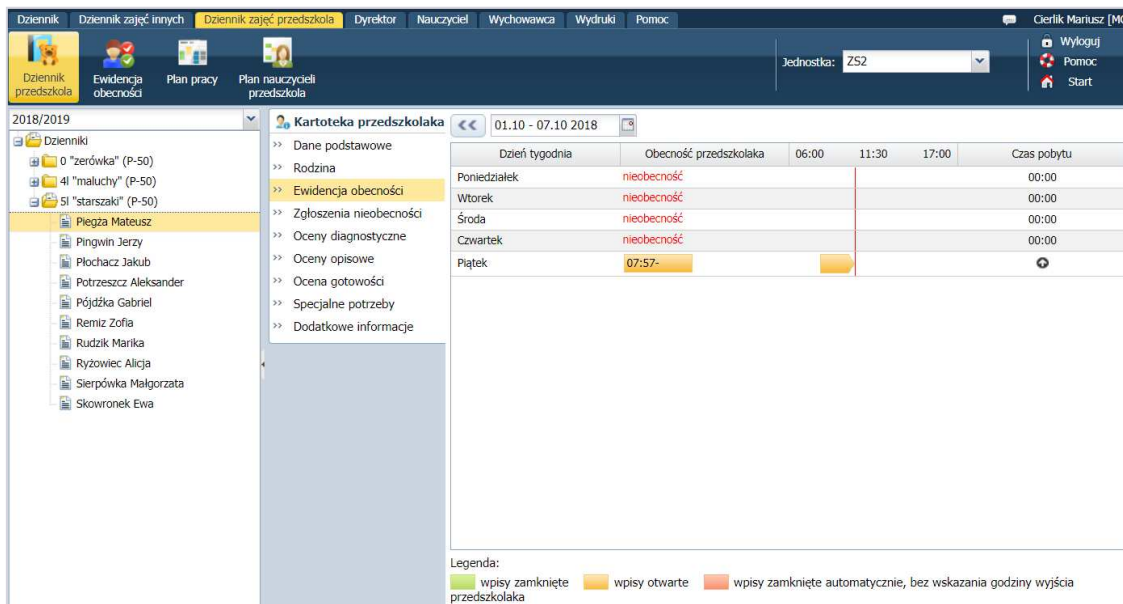 Dziennik Dziennik zajęć innych Dziennik zajęć przedszkola Dyrektor Nauczyciel Wychowawca Wydruki Pomoc Cierlik Mariusz [MC
Dziennik przedszkola
Ewidencja obecności
Plan pracy
Plan nauczycieli przedszkola
Jednostka: ZS2
Wyloguj
Pomoc
Start
2018/2019
Dzienniki
0 "zerówka" (P-50)
4l "maluchy" (P-50)
5l "starszaki" (P-50)
Piegża Mateusz
Pingwin Jerzy
Płochacz Jakub
Potrzeszcz Aleksander
Pójdźka Gabriel
Remiz Zofia
Rudzik Marika
Ryżowiec Alicja
Sierpówka Małgorzata
Skowronek Ewa
Kartoteka przedszkolaka
Dane podstawowe
Rodzina
Ewidencja obecności
Zgłoszenia nieobecności
Oceny diagnostyczne
Oceny opisowe
Ocena gotowości
Specjalne potrzeby
Dodatkowe informacje
01.10 - 07.10 2018
Dzień tygodnia Obecność przedszkolaka 06:00 11:30 17:00 Czas pobytu
Poniedziałek nieobecność 00:00
Wtorek nieobecność 00:00
Środa nieobecność 00:00
Czwartek nieobecność 00:00
Piątek 07:57-
Legenda:
wpisy zamknięte wpisy otwarte wpisy zamknięte automatycznie, bez wskazania godziny wyjścia
przedszkolaka